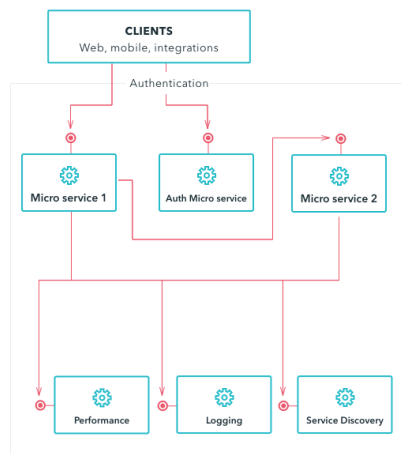 CLIENTS
Web, mobile, integrations
Authentication
Micro service 1
Auth Micro service
Micro service 2
Performance
Logging
Service Discovery